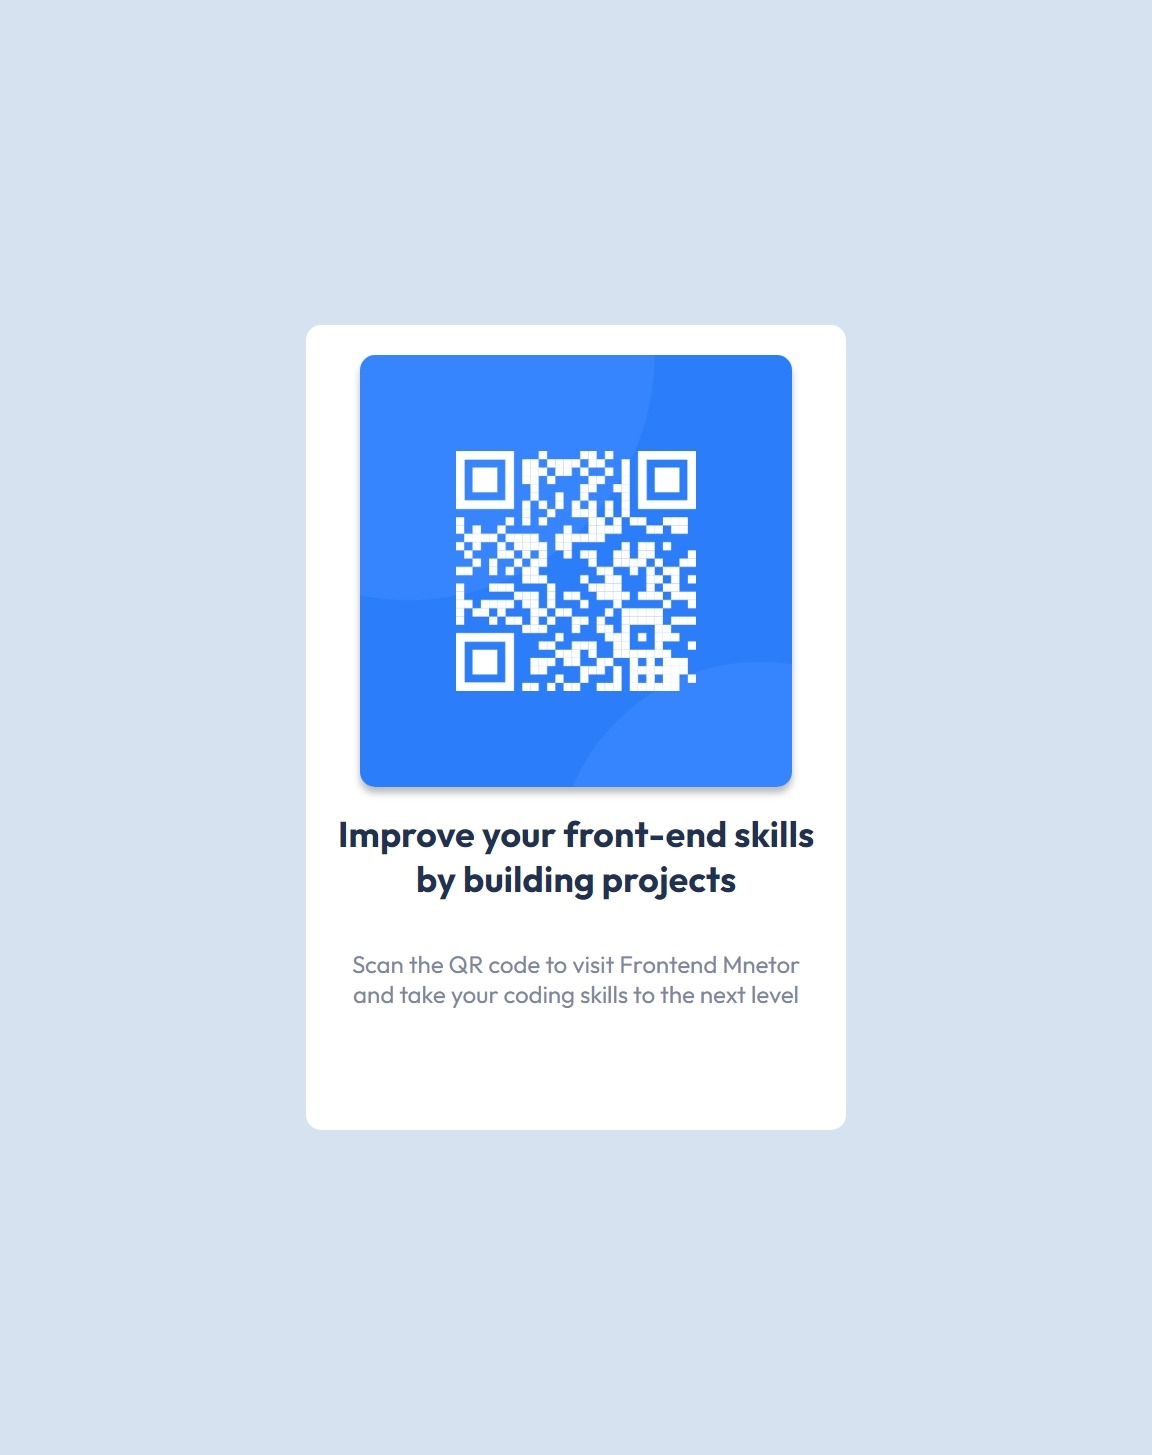 Improve your front-end skills
by building projects
Scan the QR code to visit Frontend Mnetor
and take your coding skills to the next level